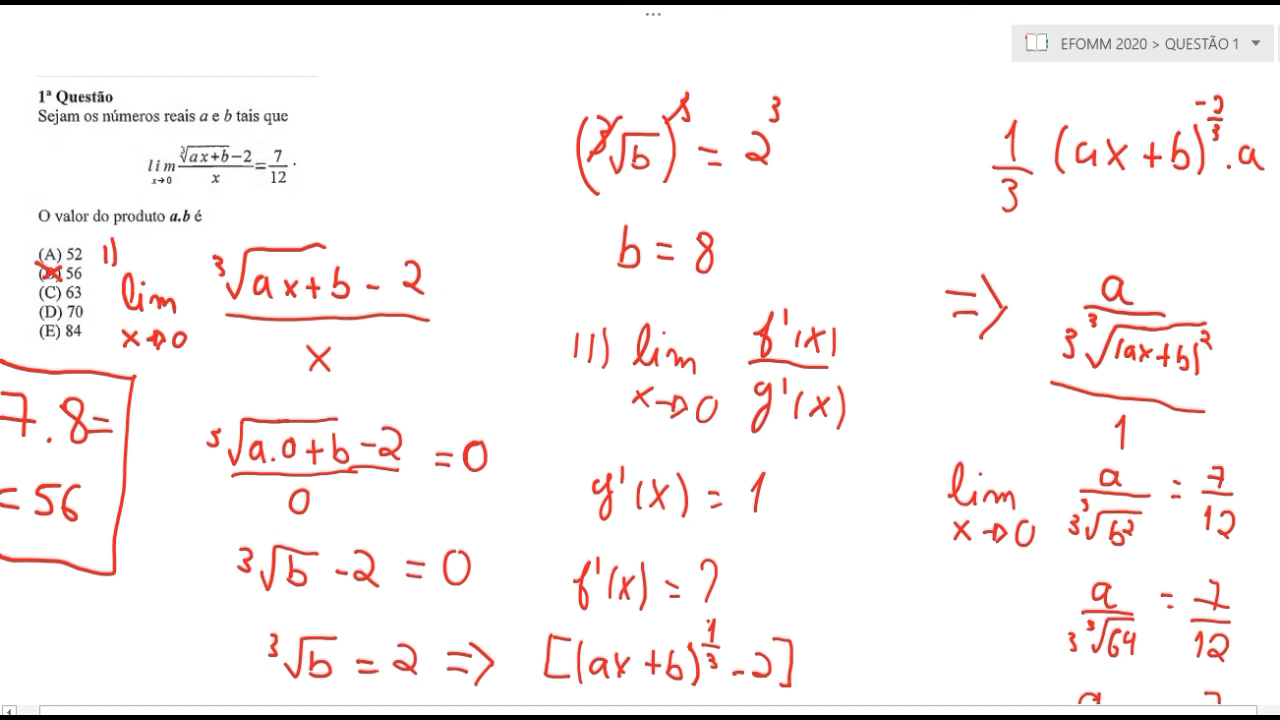 ...
EFOMM 2020 > QUESTÃO 1
1ª Questão
Sejam os números reais a e b tais que
lim x→0 (∛(ax+b) −2)/x = 7/12 .
O valor do produto a.b é
(A) 52
(B) 56
(C) 63
(D) 70
(E) 84
1) lim x→0 (∛(ax+b) - 2)/x
(∛(a.0+b) - 2)/0 = 0
∛b - 2 = 0
∛b = 2 =>
(∛b)³ = 2³
b = 8
11) lim x→0 f'(x)/g'(x)
g'(x) = 1
f'(x) = ?
[(ax+b)^(1/3) - 2]
1/3 (ax+b)^(-2/3) . a
=> (a/(3∛(ax+b)²))/1
lim x→0 a/(3∛b²) = 7/12
a/(3∛64) = 7/12
7.8=
= 56